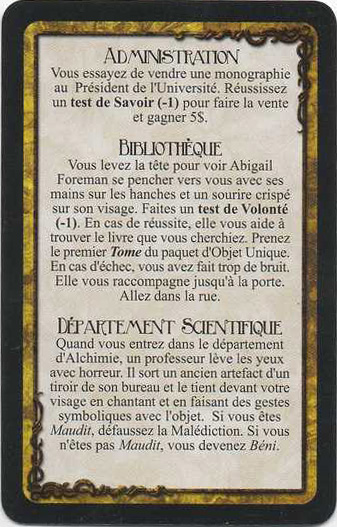 ADMINISTRATION
Vous essayez de vendre une monographie
au Président de l'Université. Réussissez
un test de Savoir (-1) pour faire la vente
et gagner 5$.
BIBLIOTHÈQUE
Vous levez la tête pour voir Abigail
Foreman se pencher vers vous avec ses
mains sur les hanches et un sourire crispé
sur son visage. Faites un test de Volonté
(-1). En cas de réussite, elle vous aide à
trouver le livre que vous cherchiez. Prenez
le premier Tome du paquet d'Objet Unique.
En cas d'échec, vous avez fait trop de bruit.
Elle vous raccompagne jusqu'à la porte.
Allez dans la rue.
DÉPARTEMENT SCIENTIFIQUE
Quand vous entrez dans le département
d'Alchimie, un professeur lève les yeux
avec horreur. Il sort un ancien artefact d'un
tiroir de son bureau et le tient devant votre
visage en chantant et en faisant des gestes
symboliques avec l'objet. Si vous êtes
Maudit, défaussez la Malédiction. Si vous
n'êtes pas Maudit, vous devenez Béni.